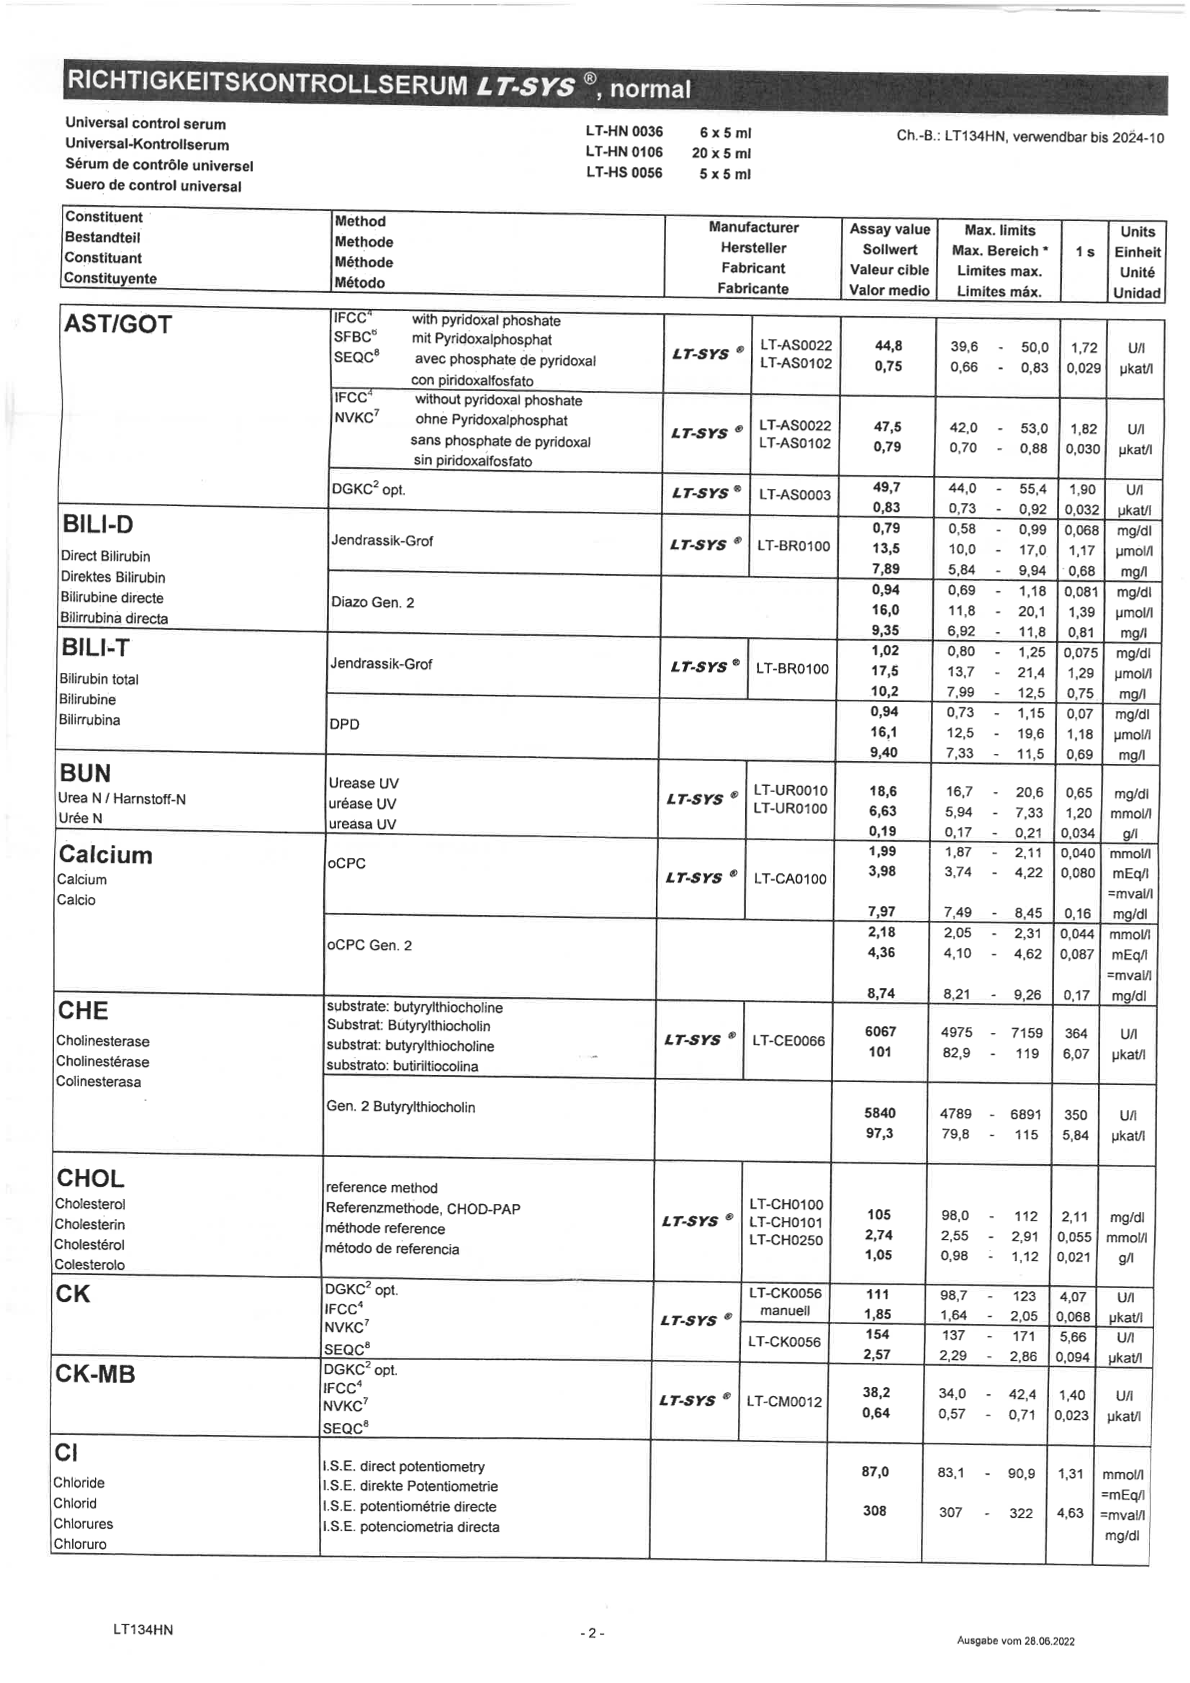 RICHTIGKEITSKONTROLLSERUM LT-SYS ®, normal
Universal control serum
Universal-Kontrollserum
Sérum de contrôle universel
Suero de control universal
LT-HN 0036 6 x 5 ml
LT-HN 0106 20 x 5 ml
LT-HS 0056 5 x 5 ml
Ch.-B.: LT134HN, verwendbar bis 2024-10
Constituent Method Manufacturer Assay value Max. limits Units
Bestandteil Methode Hersteller Sollwert Max. Bereich * 1 s Einheit
Constituant Méthode Fabricant Valeur cible Limites max. Unité
Constituyente Método Fabricante Valor medio Limites máx. Unidad
AST/GOT
IFCC4 with pyridoxal phoshate
SFBC6 mit Pyridoxalphosphat
SEQC8 avec phosphate de pyridoxal
con piridoxalfosfato
LT-SYS ®
LT-AS0022
LT-AS0102
44,8 39,6 - 50,0 1,72 U/l
0,75 0,66 - 0,83 0,029 µkat/l
IFCC4 without pyridoxal phoshate
NVKC7 ohne Pyridoxalphosphat
sans phosphate de pyridoxal
sin piridoxalfosfato
LT-SYS ®
LT-AS0022
LT-AS0102
47,5 42,0 - 53,0 1,82 U/l
0,79 0,70 - 0,88 0,030 µkat/l
DGKC2 opt. LT-SYS ® LT-AS0003
49,7 44,0 - 55,4 1,90 U/l
0,83 0,73 - 0,92 0,032 µkat/l
BILI-D
Direct Bilirubin
Direktes Bilirubin
Bilirubine directe
Bilirrubina directa
Jendrassik-Grof LT-SYS ® LT-BR0100
0,79 0,58 - 0,99 0,068 mg/dl
13,5 10,0 - 17,0 1,17 µmol/l
7,89 5,84 - 9,94 0,68 mg/l
Diazo Gen. 2
0,94 0,69 - 1,18 0,081 mg/dl
16,0 11,8 - 20,1 1,39 µmol/l
9,35 6,92 - 11,8 0,81 mg/l
BILI-T
Bilirubin total
Bilirubine
Bilirrubina
Jendrassik-Grof LT-SYS ® LT-BR0100
1,02 0,80 - 1,25 0,075 mg/dl
17,5 13,7 - 21,4 1,29 µmol/l
10,2 7,99 - 12,5 0,75 mg/l
DPD
0,94 0,73 - 1,15 0,07 mg/dl
16,1 12,5 - 19,6 1,18 µmol/l
9,40 7,33 - 11,5 0,69 mg/l
BUN
Urea N / Harnstoff-N
Urée N
Urease UV
uréase UV
ureasa UV
LT-SYS ®
LT-UR0010
LT-UR0100
18,6 16,7 - 20,6 0,65 mg/dl
6,63 5,94 - 7,33 1,20 mmol/l
0,19 0,17 - 0,21 0,034 g/l
Calcium
Calcium
Calcio
oCPC LT-SYS ® LT-CA0100
1,99 1,87 - 2,11 0,040 mmol/l
3,98 3,74 - 4,22 0,080 mEq/l
=mval/l
7,97 7,49 - 8,45 0,16 mg/dl
oCPC Gen. 2
2,18 2,05 - 2,31 0,044 mmol/l
4,36 4,10 - 4,62 0,087 mEq/l
=mval/l
8,74 8,21 - 9,26 0,17 mg/dl
CHE
Cholinesterase
Cholinestérase
Colinesterasa
substrate: butyrylthiocholine
Substrat: Butyrylthiocholin
substrat: butyrylthiocholine
substrato: butiriltiocolina
LT-SYS ® LT-CE0066
6067 4975 - 7159 364 U/l
101 82,9 - 119 6,07 µkat/l
Gen. 2 Butyrylthiocholin
5840 4789 - 6891 350 U/l
97,3 79,8 - 115 5,84 µkat/l
CHOL
Cholesterol
Cholesterin
Cholestérol
Colesterolo
reference method
Referenzmethode, CHOD-PAP
méthode reference
método de referencia
LT-SYS ®
LT-CH0100
LT-CH0101
LT-CH0250
105 98,0 - 112 2,11 mg/dl
2,74 2,55 - 2,91 0,055 mmol/l
1,05 0,98 - 1,12 0,021 g/l
CK
DGKC2 opt.
IFCC4
NVKC7
SEQC8
LT-SYS ®
LT-CK0056
manuell
111 98,7 - 123 4,07 U/l
1,85 1,64 - 2,05 0,068 µkat/l
LT-CK0056
154 137 - 171 5,66 U/l
2,57 2,29 - 2,86 0,094 µkat/l
CK-MB
DGKC2 opt.
IFCC4
NVKC7
SEQC8
LT-SYS ® LT-CM0012
38,2 34,0 - 42,4 1,40 U/l
0,64 0,57 - 0,71 0,023 µkat/l
Cl
Chloride
Chlorid
Chlorures
Chloruro
I.S.E. direct potentiometry
I.S.E. direkte Potentiometrie
I.S.E. potentiométrie directe
I.S.E. potenciometria directa
87,0 83,1 - 90,9 1,31 mmol/l
=mEq/l
308 307 - 322 4,63 =mval/l
mg/dl
LT134HN
- 2 -
Ausgabe vom 28.06.2022